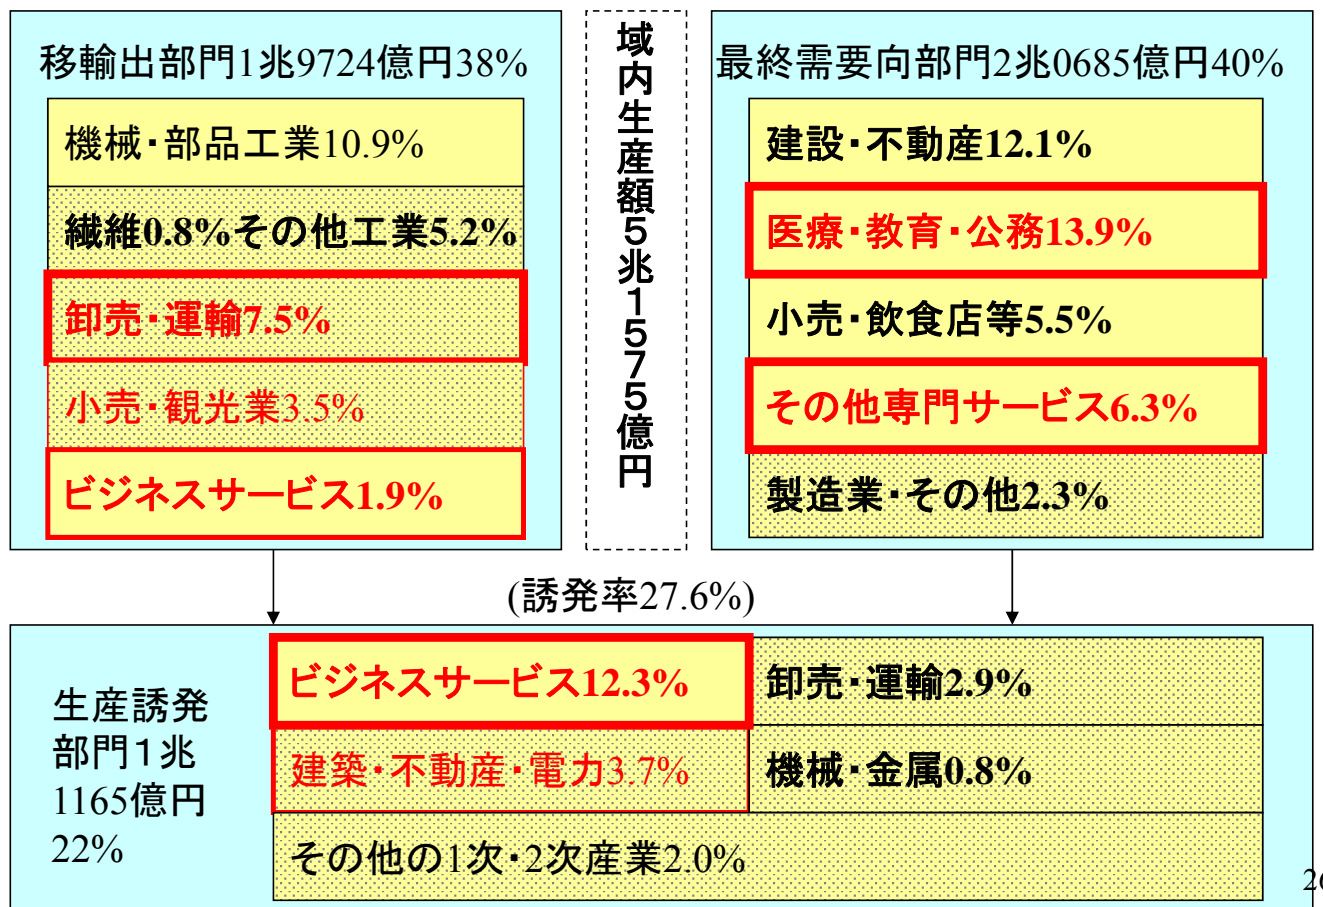 移輸出部門1兆9724億円38%
機械・部品工業10.9%
繊維0.8%その他工業5.2%
卸売・運輸7.5%
小売・観光業3.5%
ビジネスサービス1.9%
域内生産額５兆１５７５億円
最終需要向部門2兆0685億円40%
建設・不動産12.1%
医療・教育・公務13.9%
小売・飲食店等5.5%
その他専門サービス6.3%
製造業・その他2.3%
(誘発率27.6%)
生産誘発
部門１兆
1165億円
22%
ビジネスサービス12.3%
卸売・運輸2.9%
建築・不動産・電力3.7%
機械・金属0.8%
その他の1次・2次産業2.0%